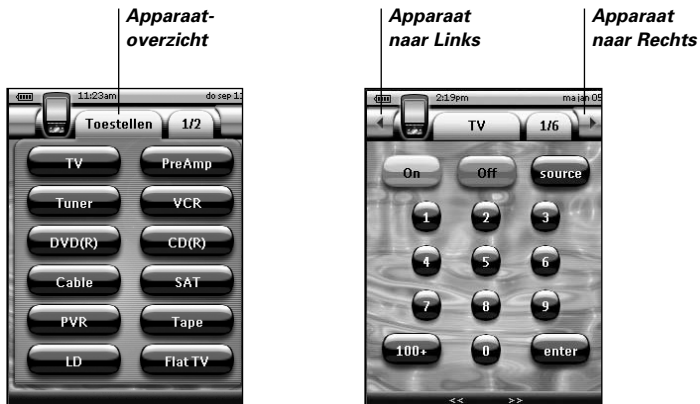 Apparaat-
overzicht
Apparaat
naar Links
Apparaat
naar Rechts
11:23am do sep 11
Toestellen 1/2
TV PreAmp
Tuner VCR
DVD(R) CD(R)
Cable SAT
PVR Tape
LD Flat TV
2:19pm ma jan 05
TV 1/6
On Off source
1 2 3
4 5 6
7 8 9
100+ 0 enter
<< >>